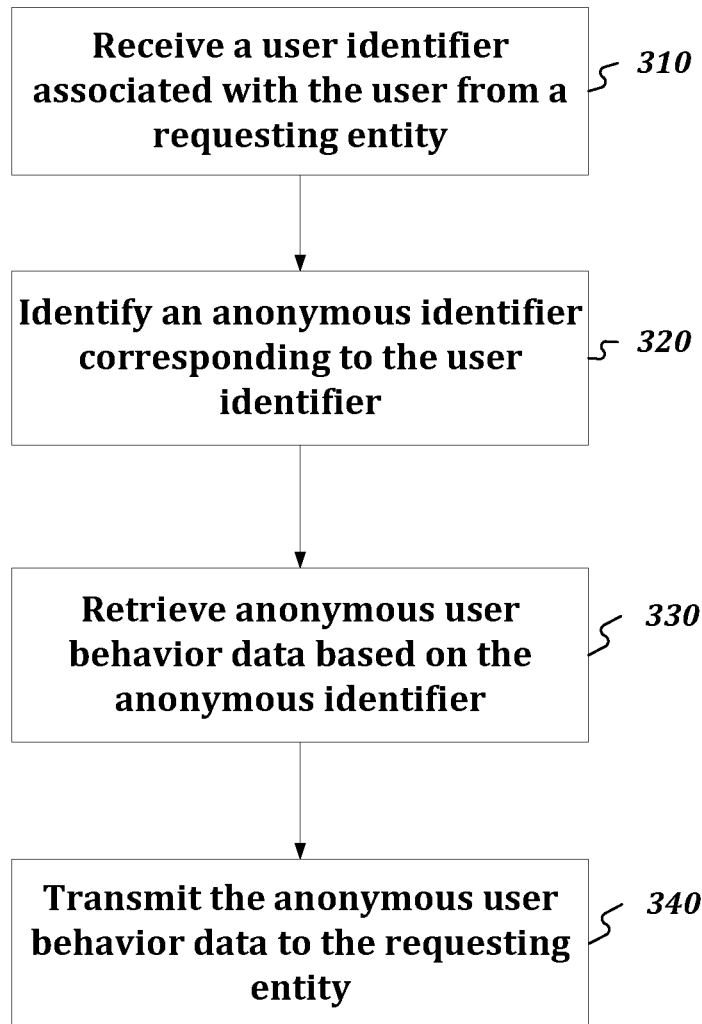 Receive a user identifier
associated with the user from a
requesting entity
310
Identify an anonymous identifier
corresponding to the user
identifier
320
Retrieve anonymous user
behavior data based on the
anonymous identifier
330
Transmit the anonymous user
behavior data to the requesting
entity
340